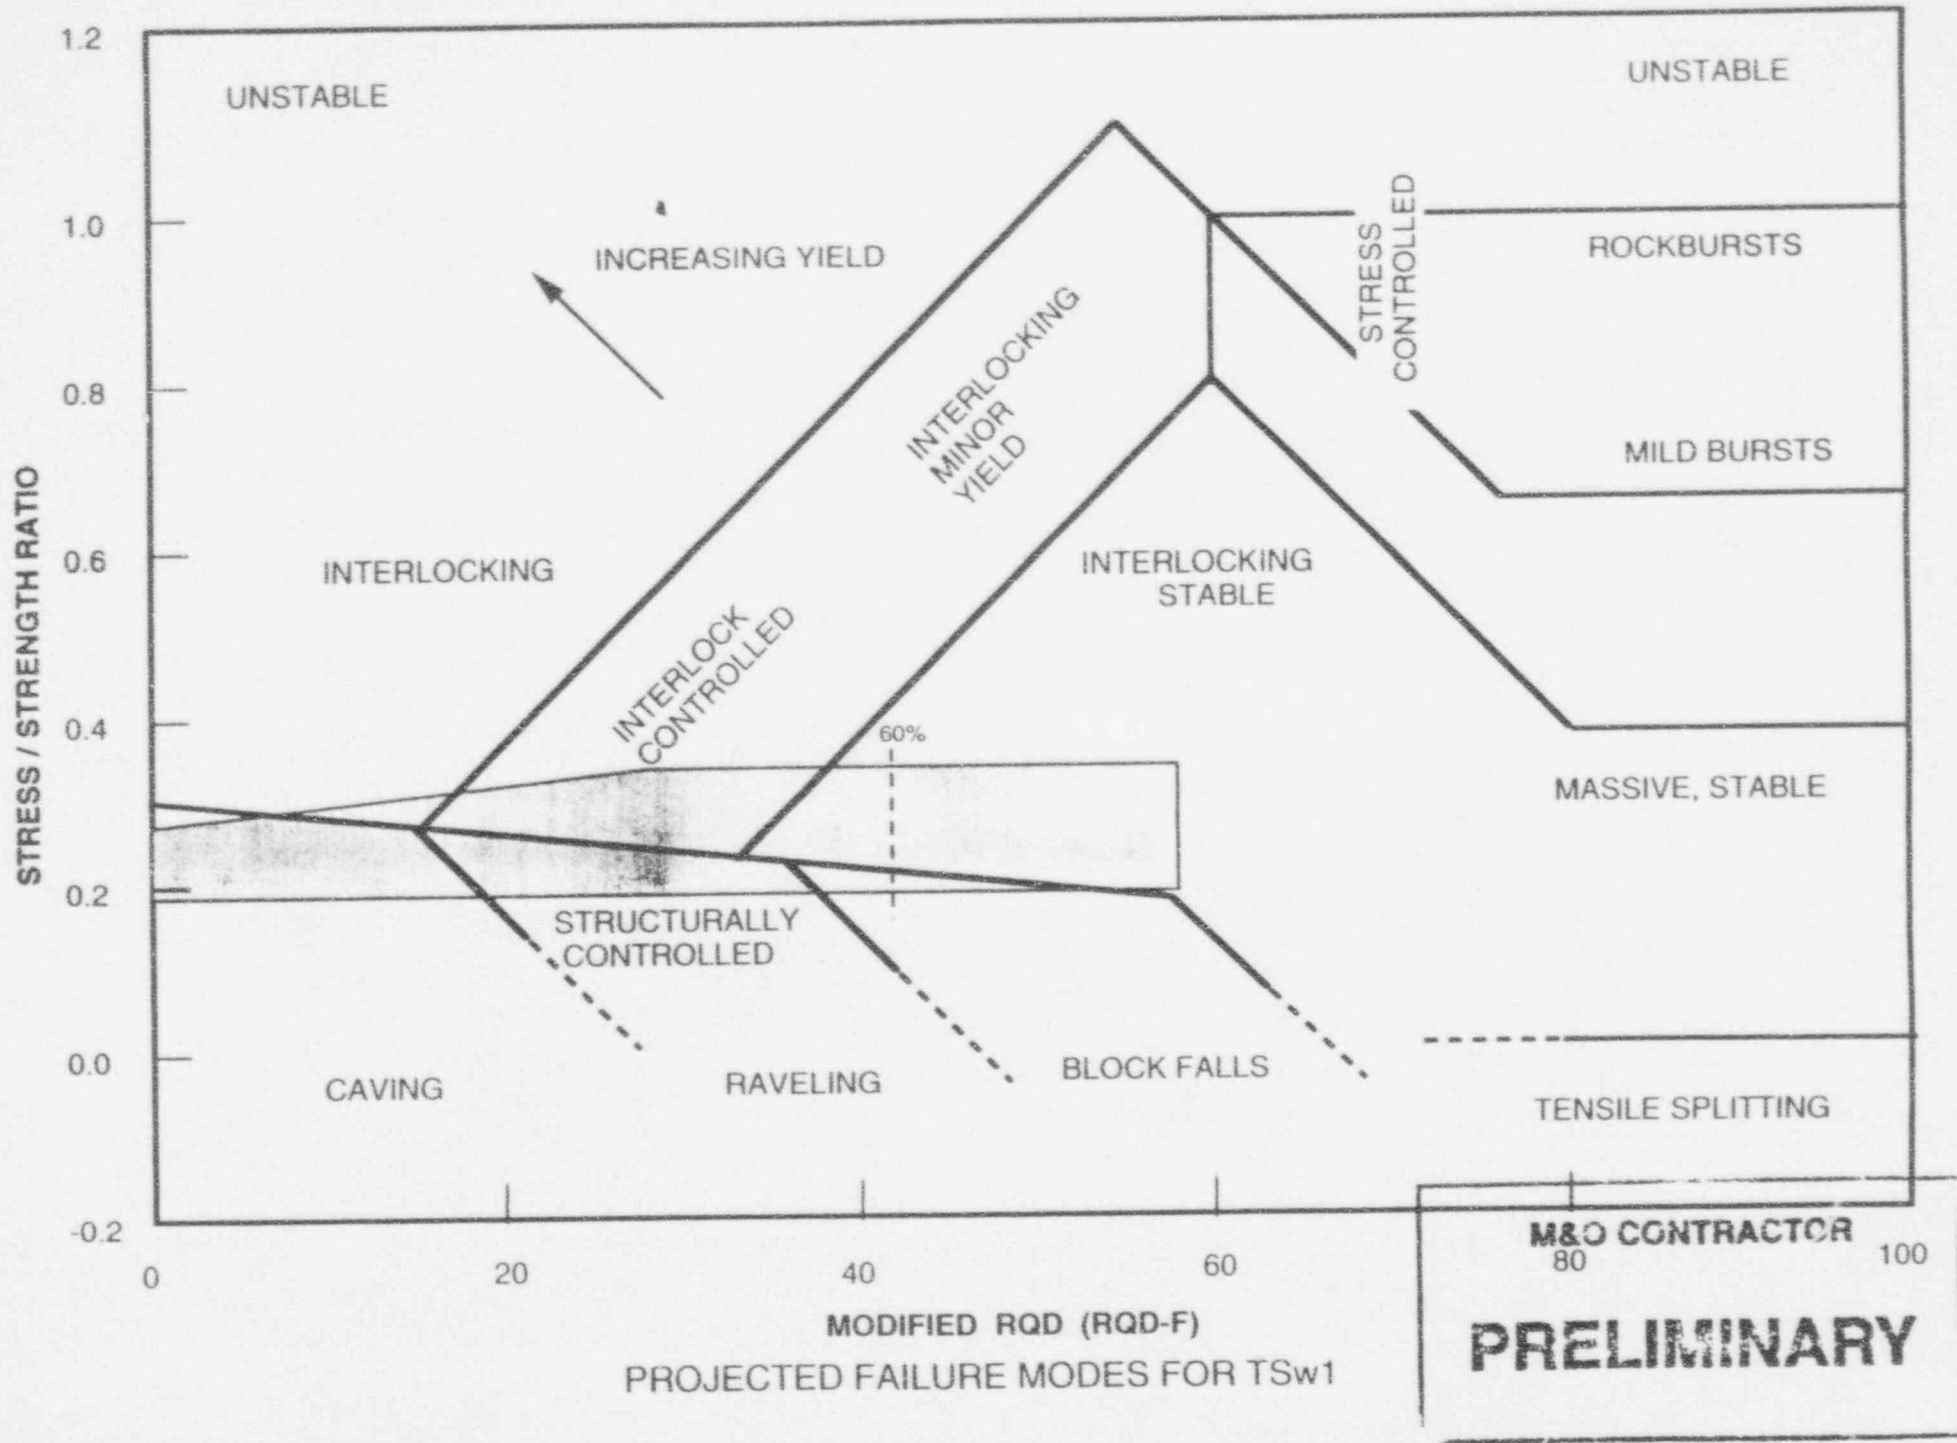 1.2
UNSTABLE
UNSTABLE
1.0
INCREASING YIELD
STRESS
CONTROLLED
ROCKBURSTS
0.8
INTERLOCKING
MINOR
YIELD
MILD BURSTS
0.6
INTERLOCKING
INTERLOCKING
STABLE
STRESS / STRENGTH RATIO
INTERLOCK
CONTROLLED
0.4
60%
MASSIVE, STABLE
0.2
STRUCTURALLY
CONTROLLED
0.0
CAVING
RAVELING
BLOCK FALLS
TENSILE SPLITTING
-0.2
0
20
40
60
80
100
M&O CONTRACTOR
PRELIMINARY
MODIFIED RQD (RQD-F)
PROJECTED FAILURE MODES FOR TSw1